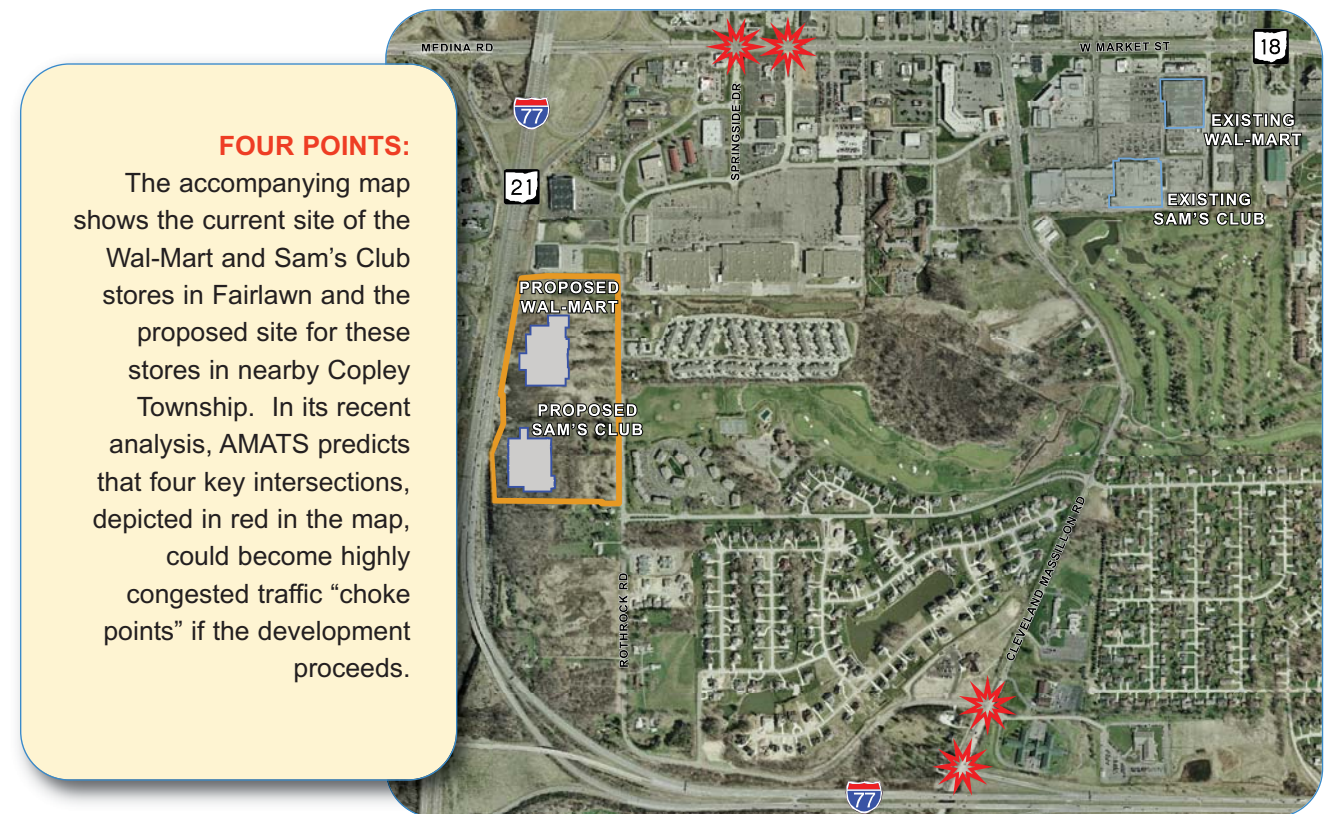 FOUR POINTS:
The accompanying map
shows the current site of the
Wal-Mart and Sam’s Club
stores in Fairlawn and the
proposed site for these
stores in nearby Copley
Township.  In its recent
analysis, AMATS predicts
that four key intersections,
depicted in red in the map,
could become highly
congested traffic “choke
points” if the development
proceeds.
MEDINA RD
W MARKET ST
18
77
SPRINGSIDE DR
EXISTING
WAL-MART
21
EXISTING
SAM’S CLUB
PROPOSED
WAL-MART
PROPOSED
SAM’S CLUB
CLEVELAND MASSILLON RD
ROTHROCK RD
77